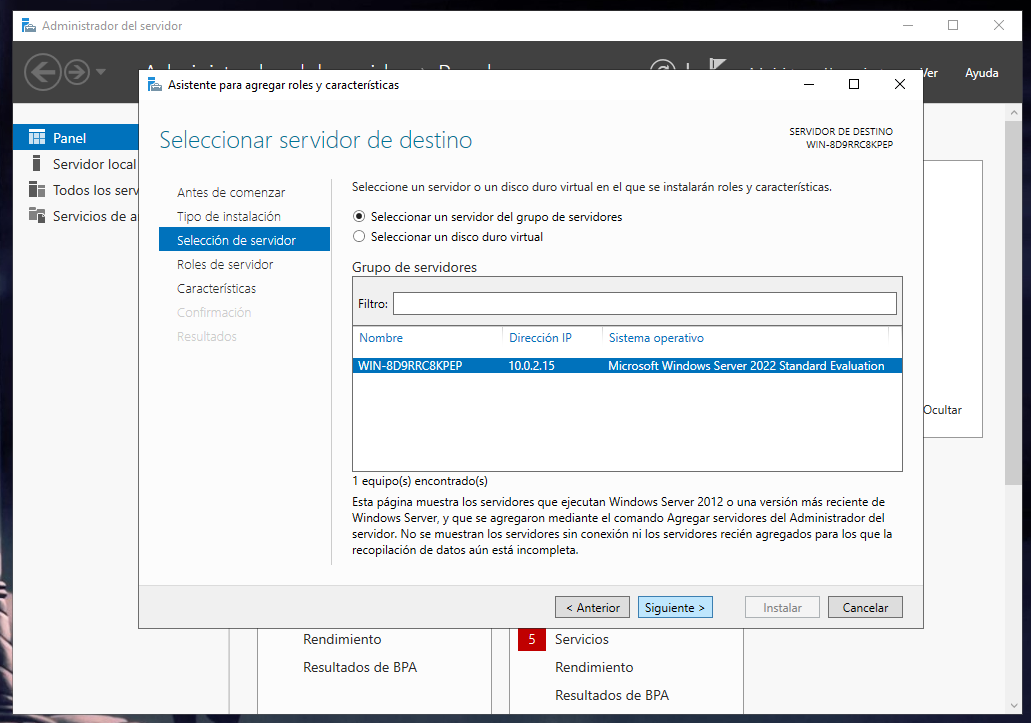 Administrador del servidor
Ver
Ayuda
Asistente para agregar roles y características
Seleccionar servidor de destino
SERVIDOR DE DESTINO
WIN-8D9RRC8KPEP
Panel
Servidor local
Todos los serv
Servicios de a
Antes de comenzar
Tipo de instalación
Selección de servidor
Roles de servidor
Características
Confirmación
Resultados
Seleccione un servidor o un disco duro virtual en el que se instalarán roles y características.
Seleccionar un servidor del grupo de servidores
Seleccionar un disco duro virtual
Grupo de servidores
Filtro:
Nombre Dirección IP Sistema operativo
WIN-8D9RRC8KPEP 10.0.2.15 Microsoft Windows Server 2022 Standard Evaluation
1 equipo(s) encontrado(s)
Esta página muestra los servidores que ejecutan Windows Server 2012 o una versión más reciente de
Windows Server, y que se agregaron mediante el comando Agregar servidores del Administrador del
servidor. No se muestran los servidores sin conexión ni los servidores recién agregados para los que la
recopilación de datos aún está incompleta.
Ocultar
< Anterior
Siguiente >
Instalar
Cancelar
Rendimiento
Resultados de BPA
5 Servicios
Rendimiento
Resultados de BPA